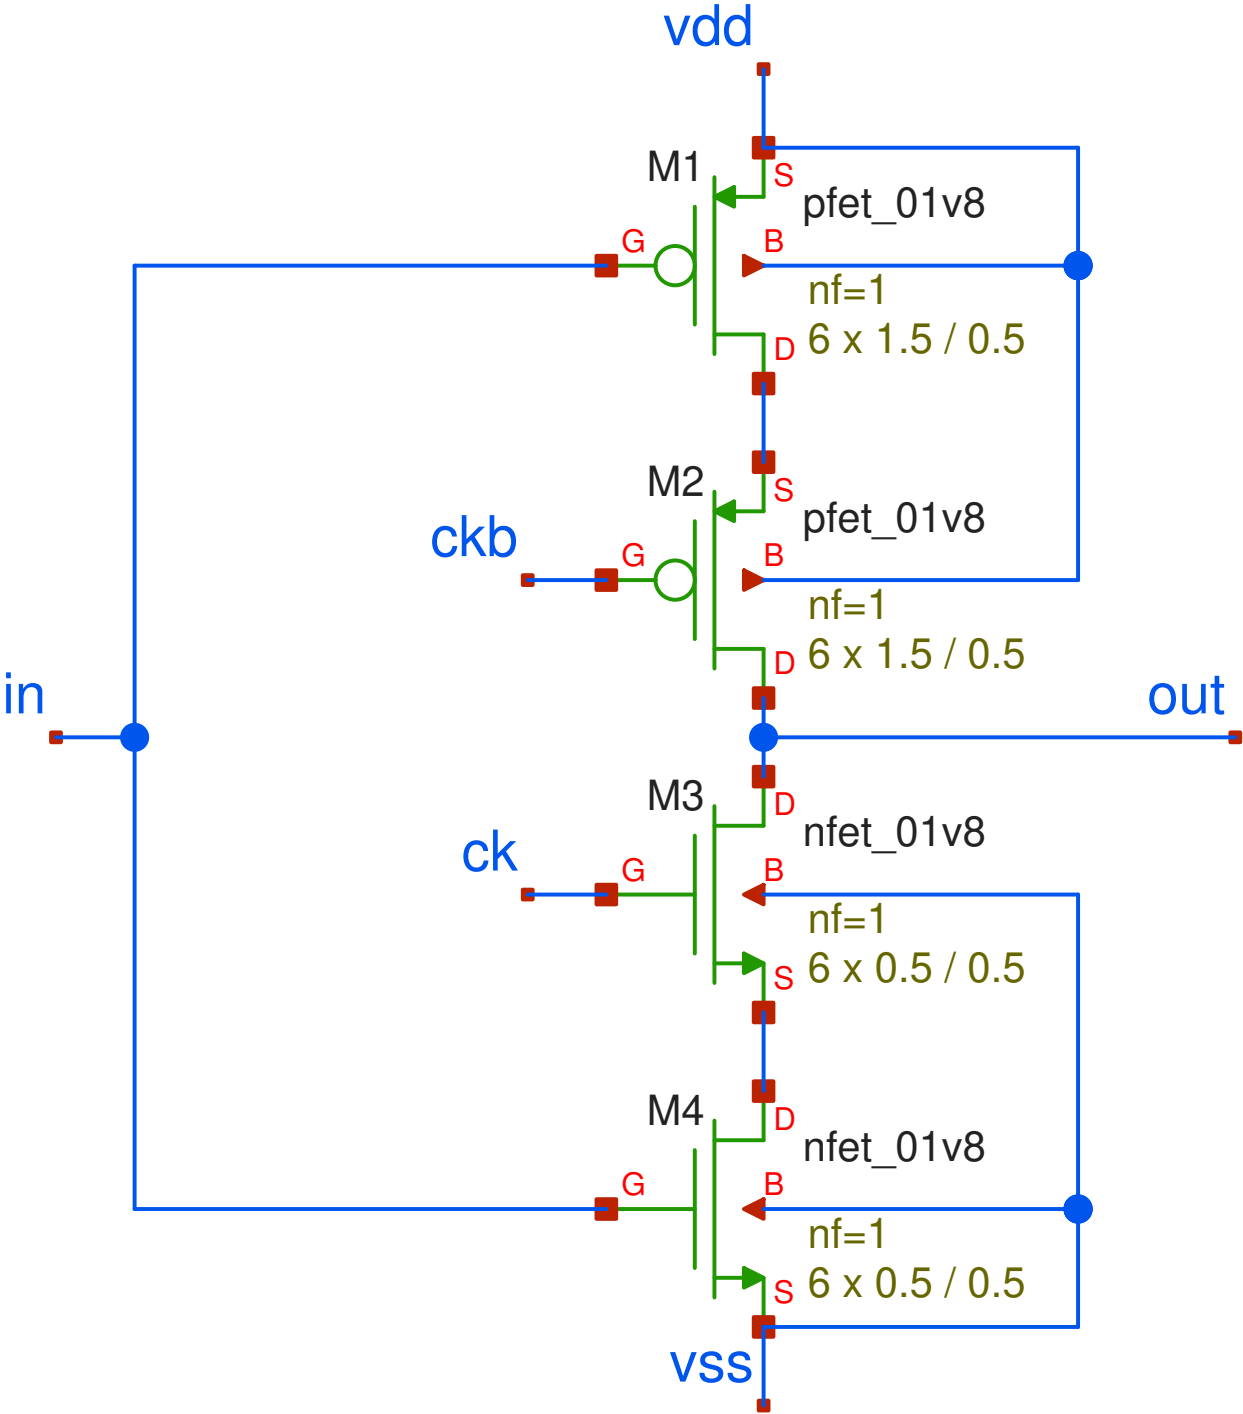 vdd
M1
S
pfet_01v8
G
B
nf=1
6 x 1.5 / 0.5
D
M2
S
pfet_01v8
ckb
G
B
nf=1
6 x 1.5 / 0.5
D
in
out
M3
D
nfet_01v8
ck
G
B
nf=1
6 x 0.5 / 0.5
S
M4
D
nfet_01v8
G
B
nf=1
6 x 0.5 / 0.5
S
vss